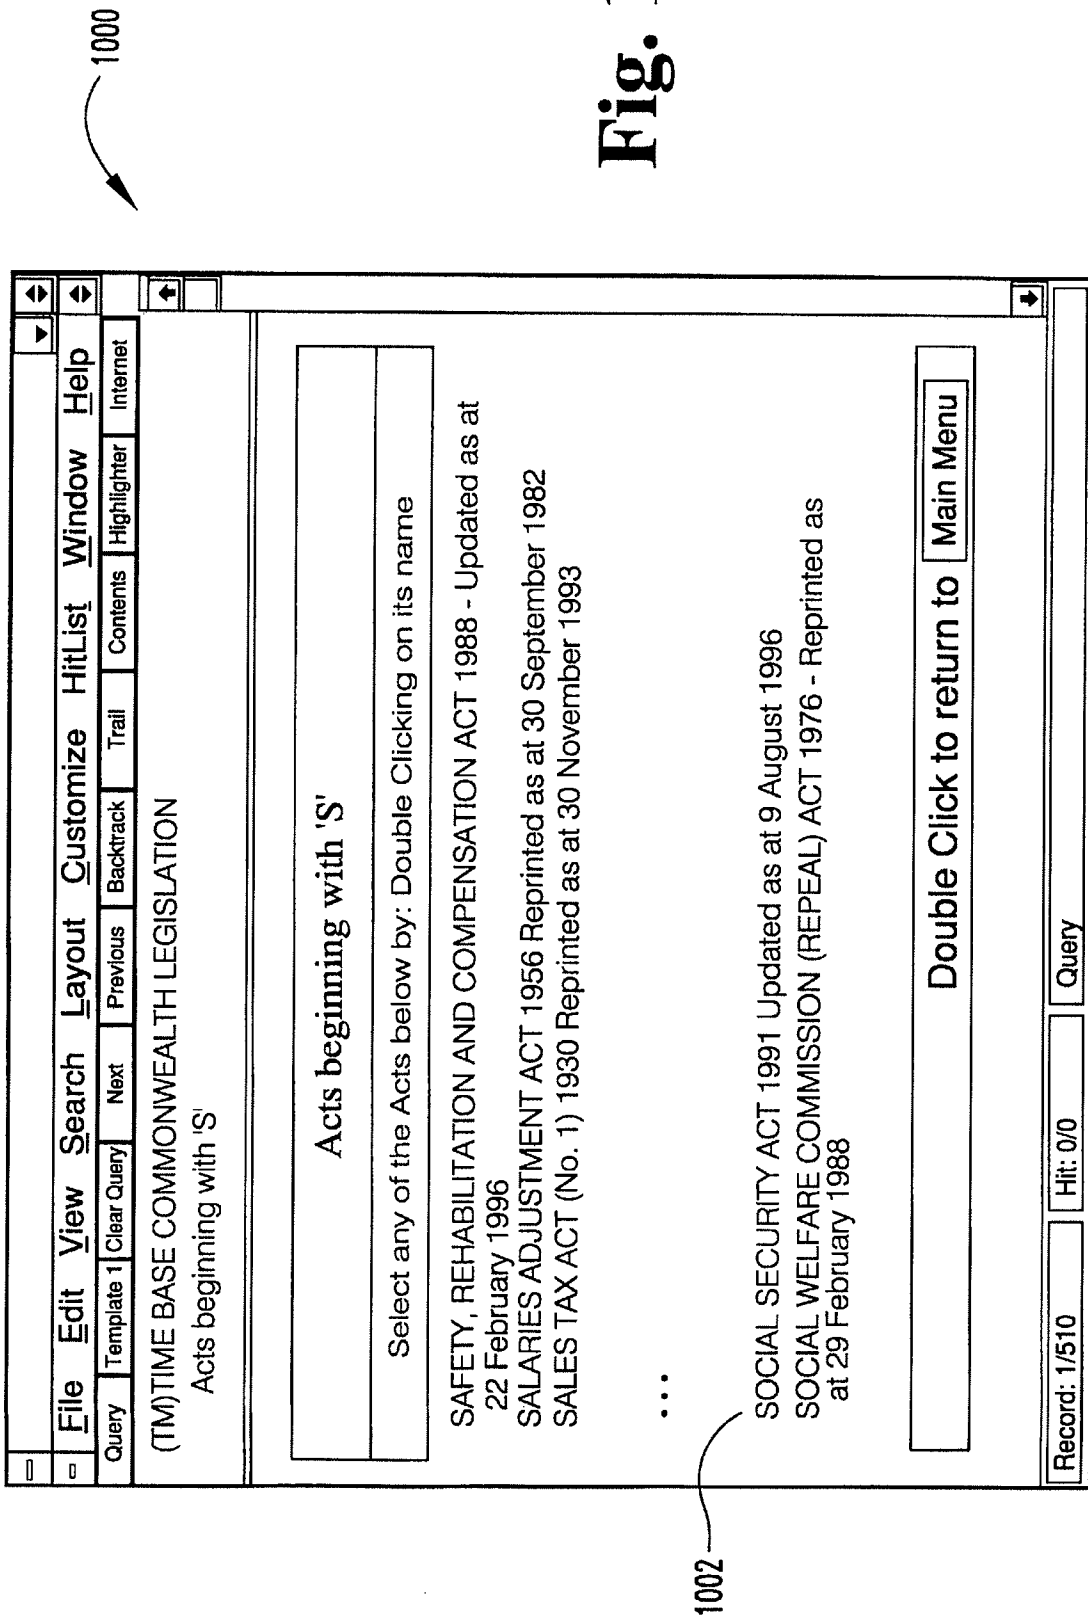 1000
File Edit View Search Layout Customize HitList Window Help
Query Template 1 Clear Query Next Previous Backtrack Trail Contents Highlighter Internet
(TM)TIME BASE COMMONWEALTH LEGISLATION
Acts beginning with 'S'
Acts beginning with 'S'
Select any of the Acts below by: Double Clicking on its name
SAFETY, REHABILITATION AND COMPENSATION ACT 1988 - Updated as at
22 February 1996
SALARIES ADJUSTMENT ACT 1956 Reprinted as at 30 September 1982
SALES TAX ACT (No. 1) 1930 Reprinted as at 30 November 1993
...
1002
SOCIAL SECURITY ACT 1991 Updated as at 9 August 1996
SOCIAL WELFARE COMMISSION (REPEAL) ACT 1976 - Reprinted as
at 29 February 1988
Double Click to return to Main Menu
Record: 1/510 Hit: 0/0 Query
Fig.